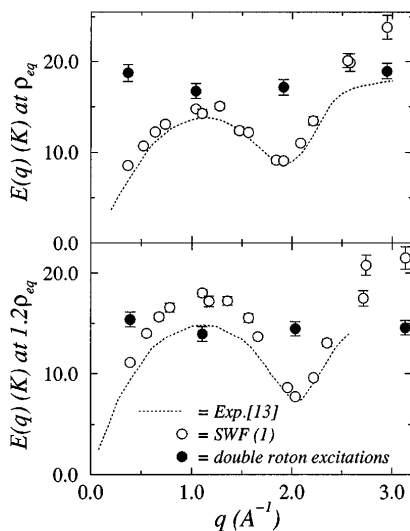 E(q) (K) at ρeq
20.0
10.0
0.0
E(q) (K) at 1.2ρeq
20.0
10.0
0.0
= Exp.[13]
= SWF (1)
= double roton excitations
0.0 1.0 2.0 3.0
q (A⁻¹)